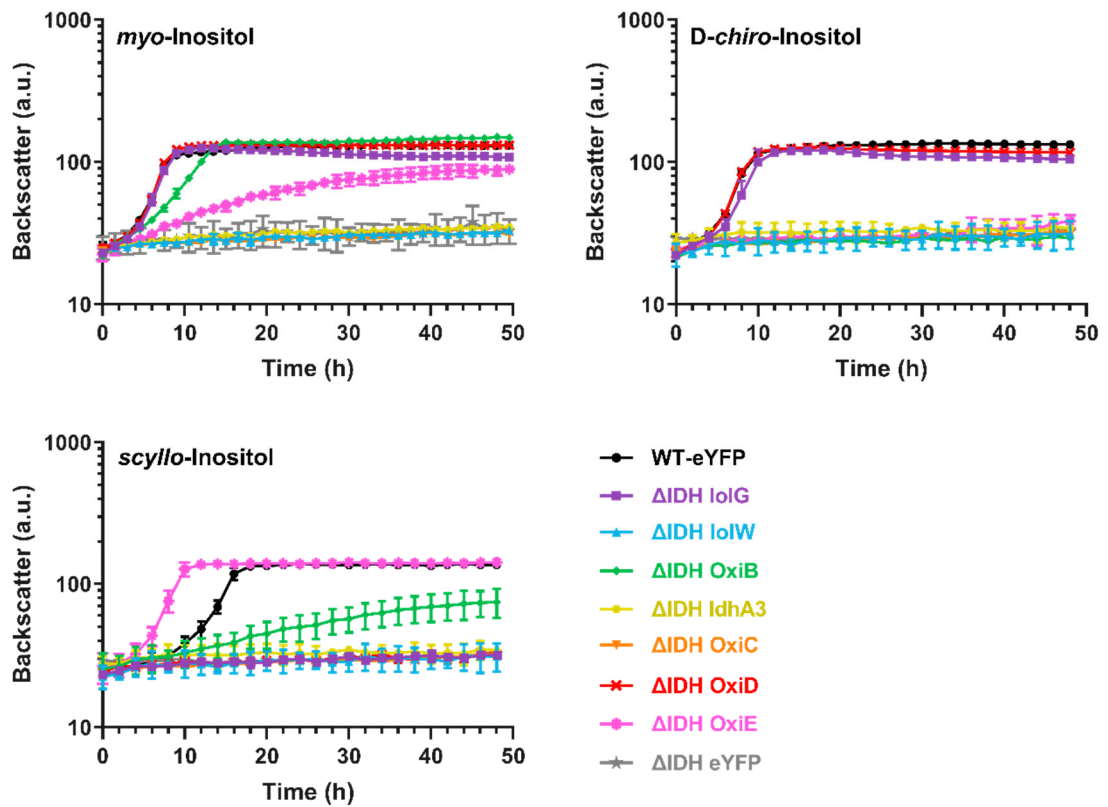 myo-Inositol
1000
100
10
Backscatter (a.u.)
0 10 20 30 40 50
Time (h)
D-chiro-Inositol
1000
100
10
Backscatter (a.u.)
0 10 20 30 40 50
Time (h)
scyllo-Inositol
1000
100
10
Backscatter (a.u.)
0 10 20 30 40 50
Time (h)
WT-eYFP
ΔIDH IolG
ΔIDH IolW
ΔIDH OxiB
ΔIDH IdhA3
ΔIDH OxiC
ΔIDH OxiD
ΔIDH OxiE
ΔIDH eYFP